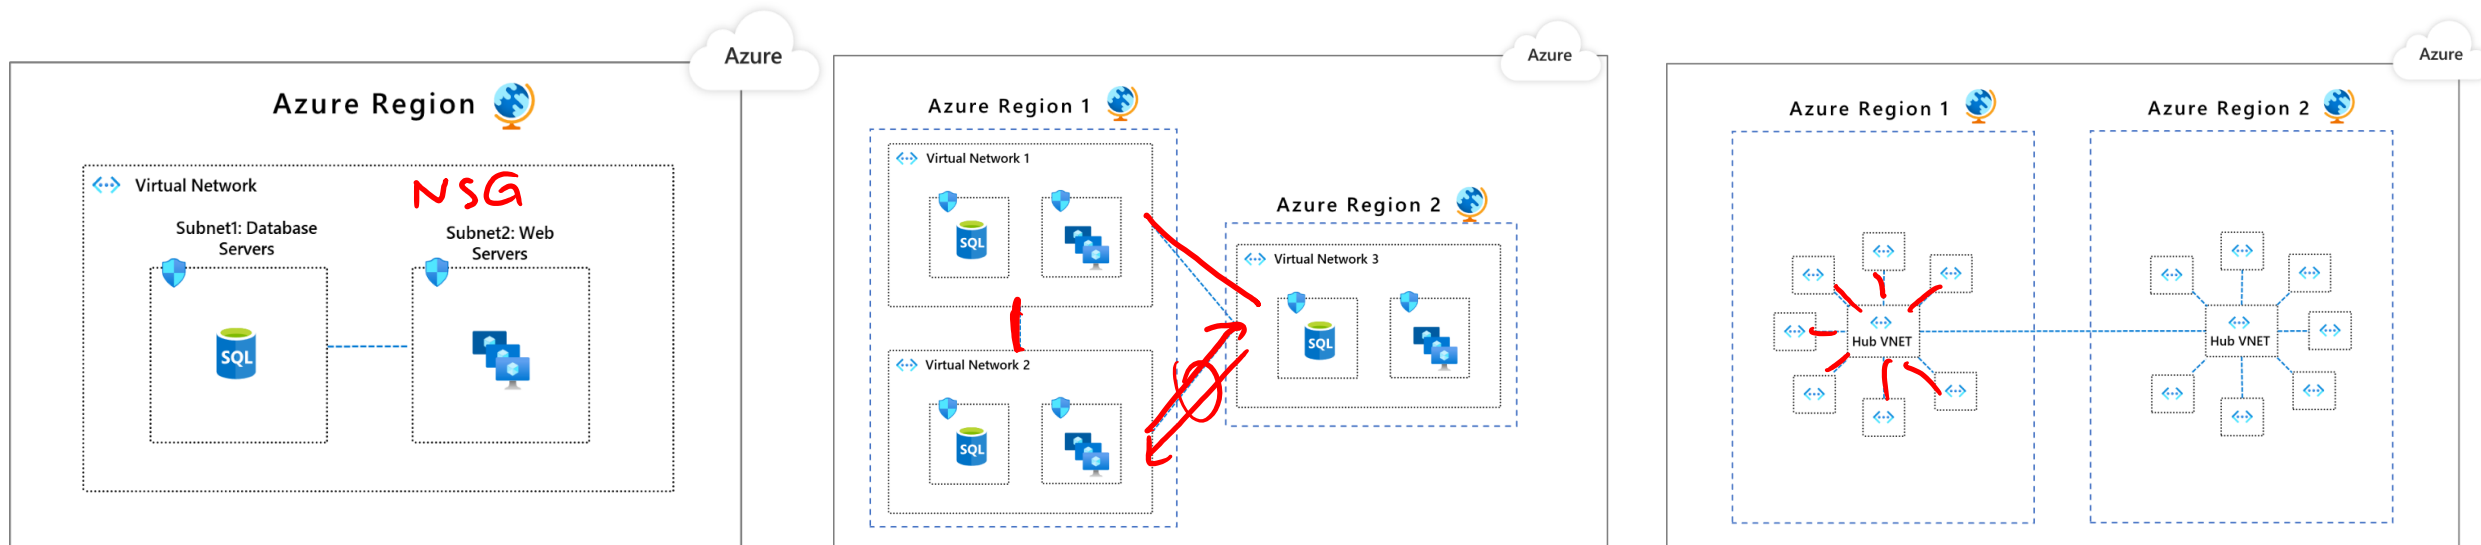 Azure
Azure Region
Virtual Network
NSG
Subnet1: Database
Servers
Subnet2: Web
Servers
SQL
Azure
Azure Region 1
Virtual Network 1
SQL
Virtual Network 2
SQL
Azure Region 2
Virtual Network 3
SQL
Azure
Azure Region 1
Hub VNET
Azure Region 2
Hub VNET